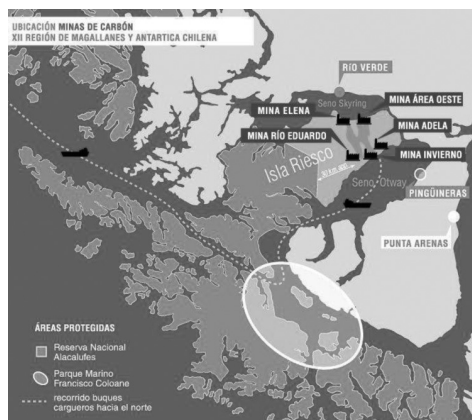 UBICACIÓN MINAS DE CARBÓN
XII REGIÓN DE MAGALLANES Y ANTARTICA CHILENA
RÍO VERDE
Seno Skyring
MINA ÁREA OESTE
MINA ELENA
MINA ADELA
MINA RÍO EDUARDO
MINA INVIERNO
Isla Riesco
Seno Otway
PINGÜINERAS
PUNTA ARENAS
ÁREAS PROTEGIDAS
Reserva Nacional
Alacalufes
Parque Marino
Francisco Coloane
recorrido buques
cargueros hacia el norte